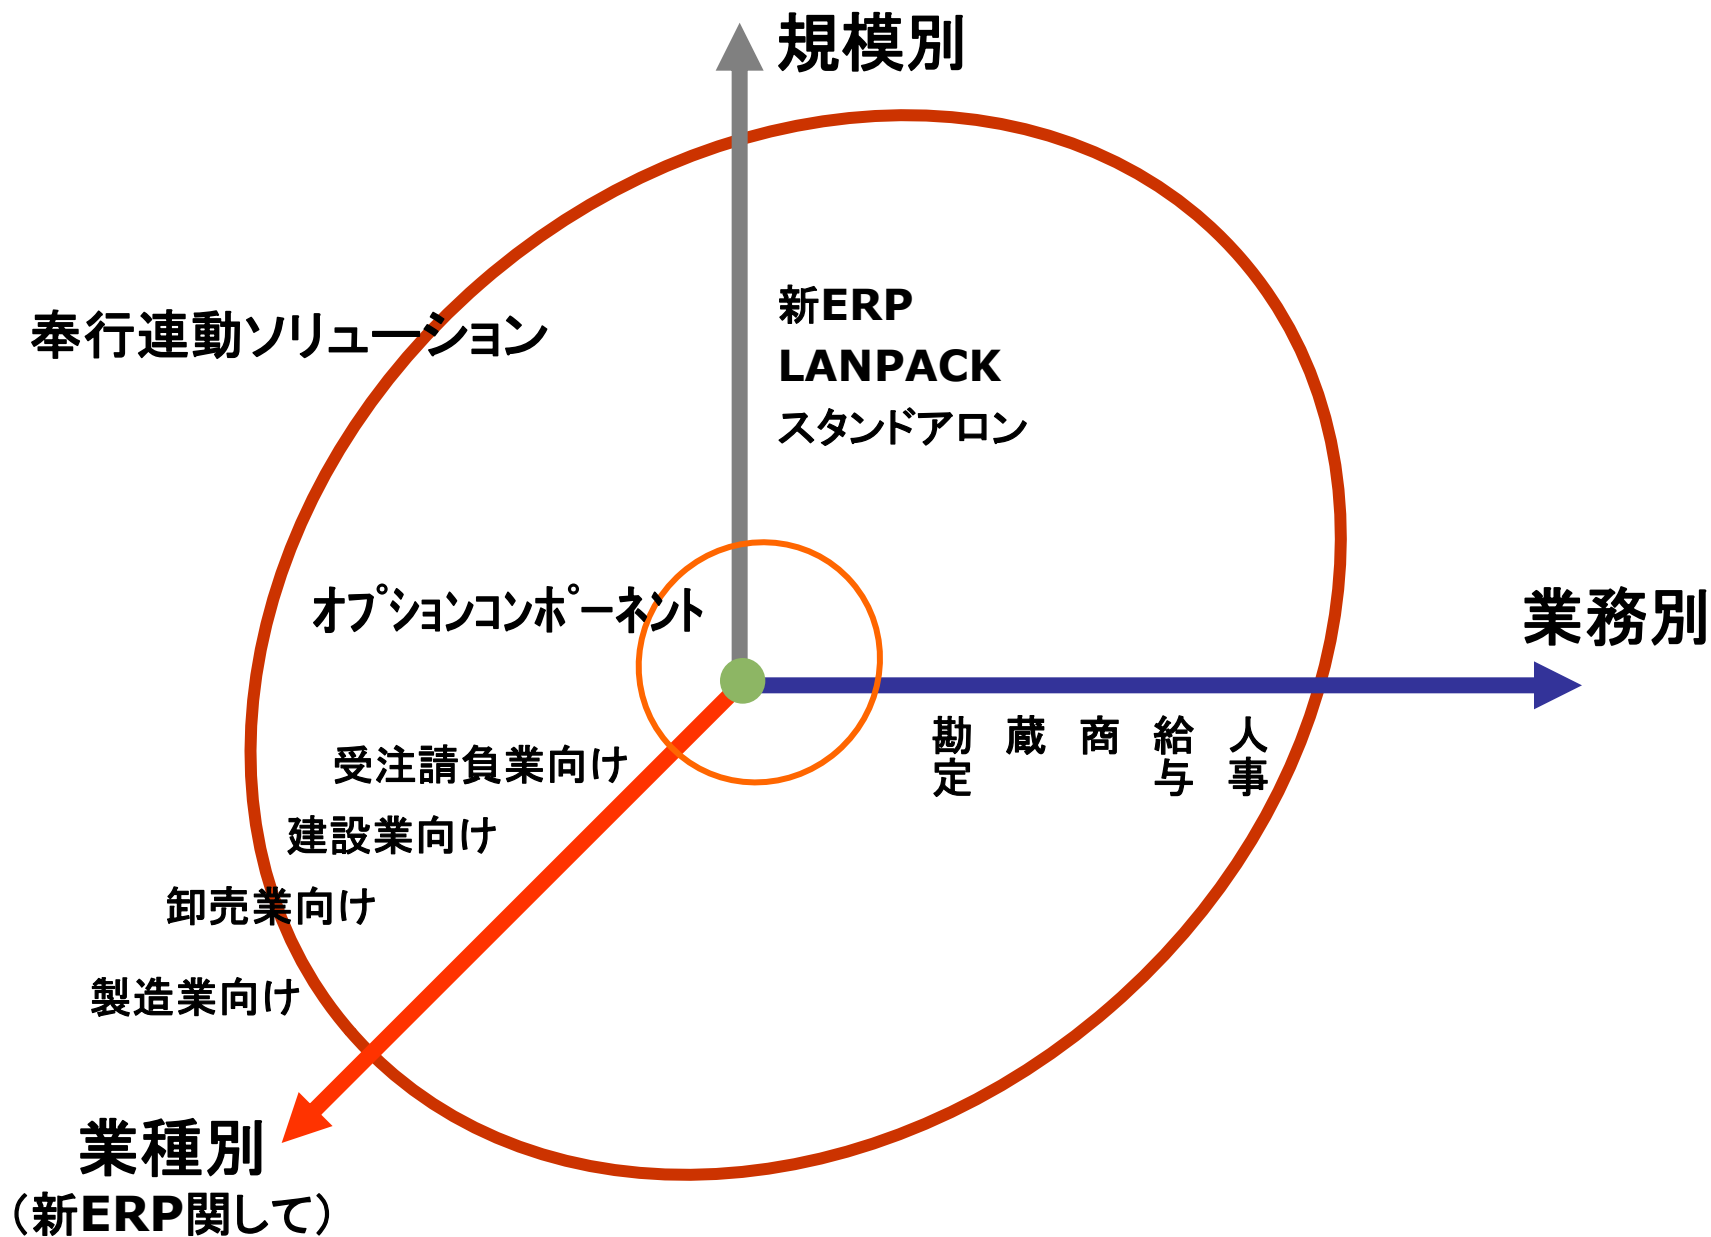 規模別
新ERP
LANPACK
スタンドアロン
奉行連動ソリューション
オプションコンポーネント
業務別
勘定
蔵
商
給与
人事
受注請負業向け
建設業向け
卸売業向け
製造業向け
業種別
（新ERP関して）